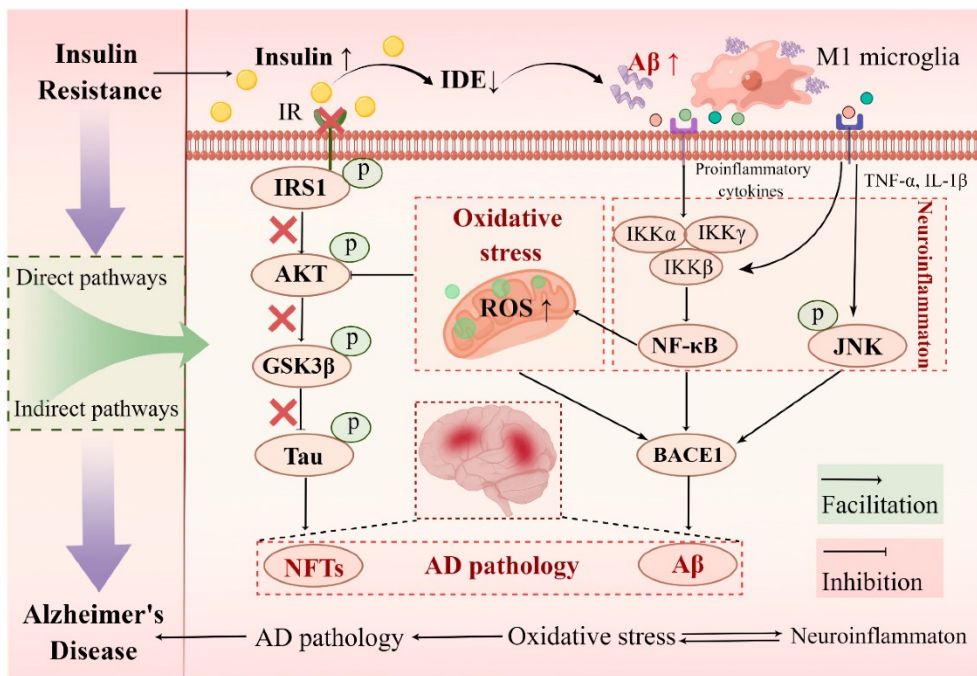 Insulin
Resistance
Direct pathways
Indirect pathways
Alzheimer's
Disease
Insulin ↑
IDE↓
Aβ ↑
M1 microglia
IR
IRS1
p
AKT
p
GSK3β
p
Tau
p
NFTs
Oxidative
stress
ROS ↑
Proinflammatory
cytokines
TNF-α, IL-1β
IKKα
IKKγ
IKKβ
NF-κB
p
JNK
Neuroinflammaton
BACE1
AD pathology
Aβ
Facilitation
Inhibition
AD pathology
Oxidative stress
Neuroinflammaton